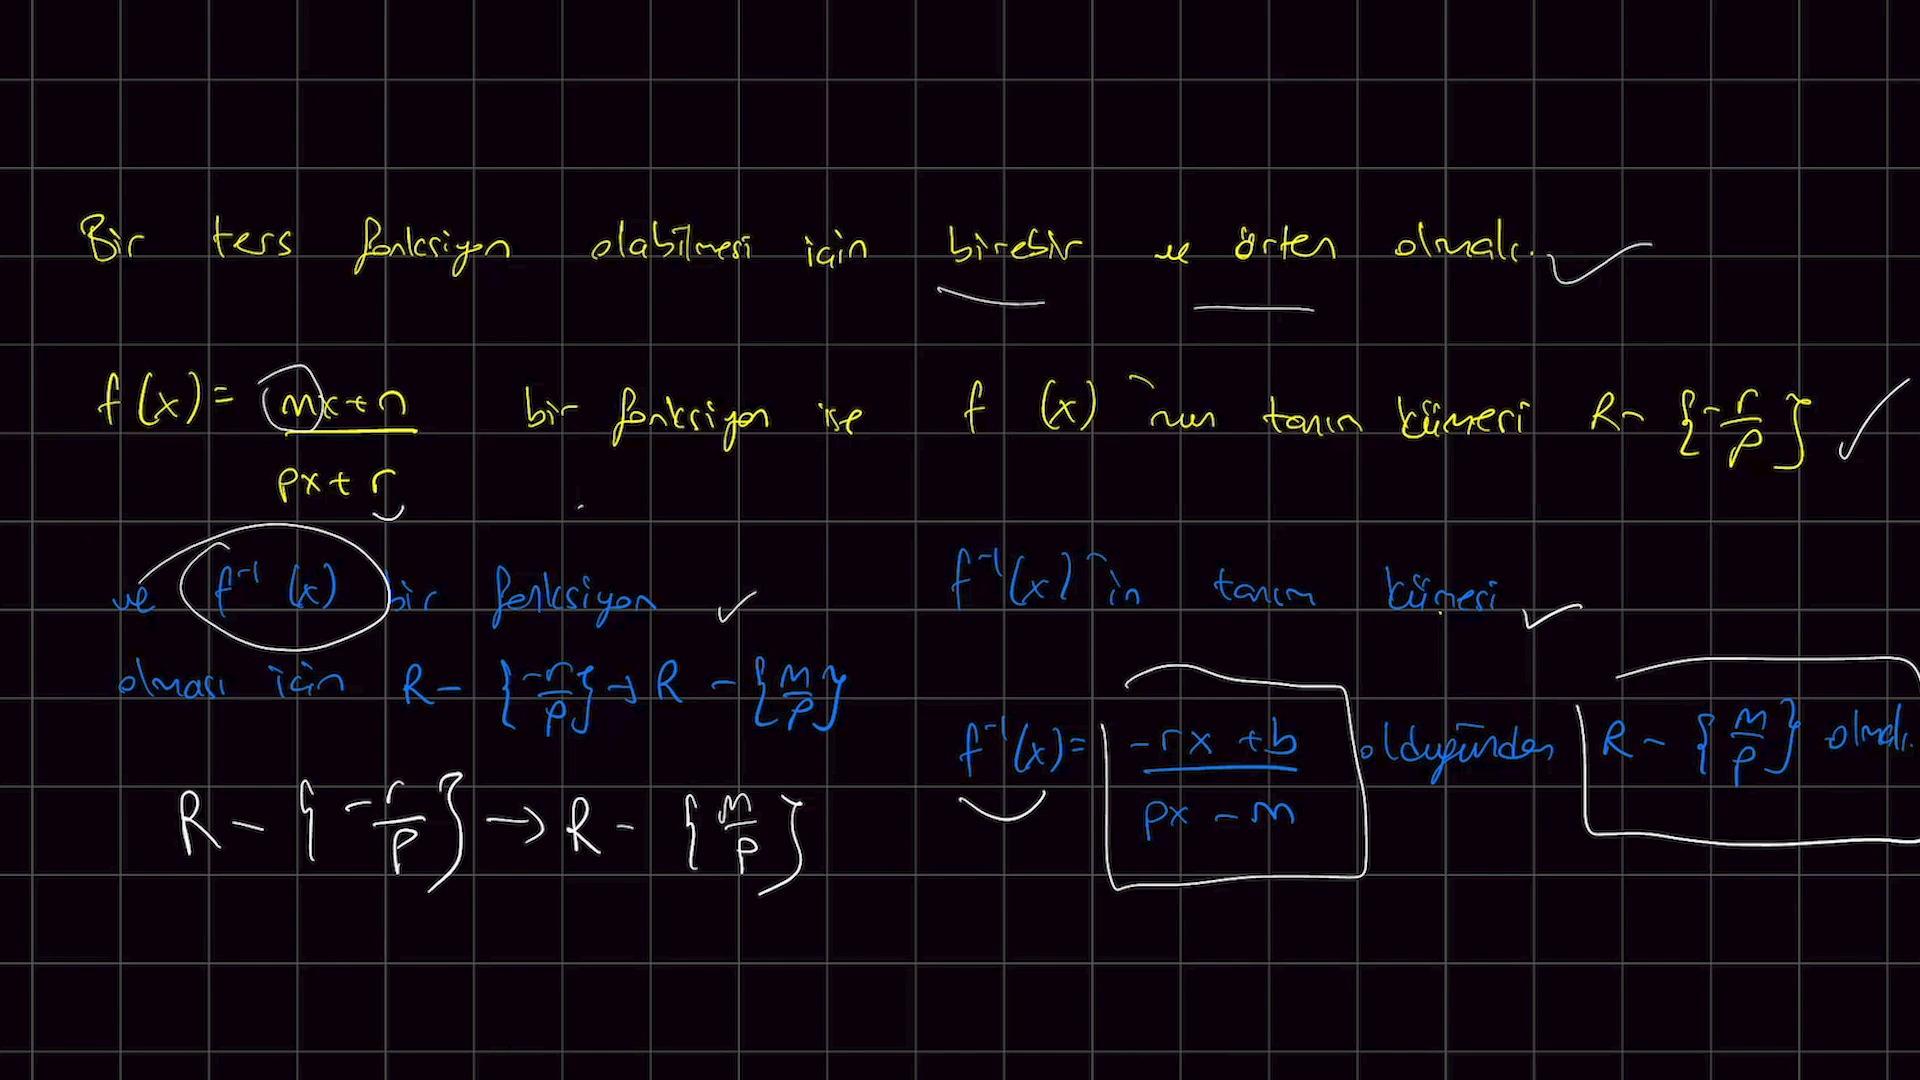 Bir ters fonksiyon olabilmesi için birebir ve örten olmalı.
f(x) = mx+n / px+r bir fonksiyon ise f(x)'nun tanım kümesi R - {-r/p}
ve f⁻¹(x) bir fonksiyon
olması için R - {-r/p} → R - {m/p}
R - {-r/p} → R - {m/p}
f⁻¹(x)'in tanım kümesi
f⁻¹(x) = -rx+b / px-m olduğundan R - {m/p} olmalı.